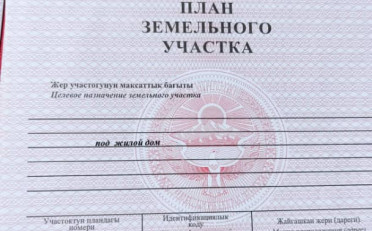 ПЛАН
ЗЕМЕЛЬНОГО
УЧАСТКА
Жер участогунун максаттык багыты
Целевое назначение земельного участка
под жилой дом
Участоктун пландагы номери
Идентификациялык коду
Жайгашкан жери (дареги).